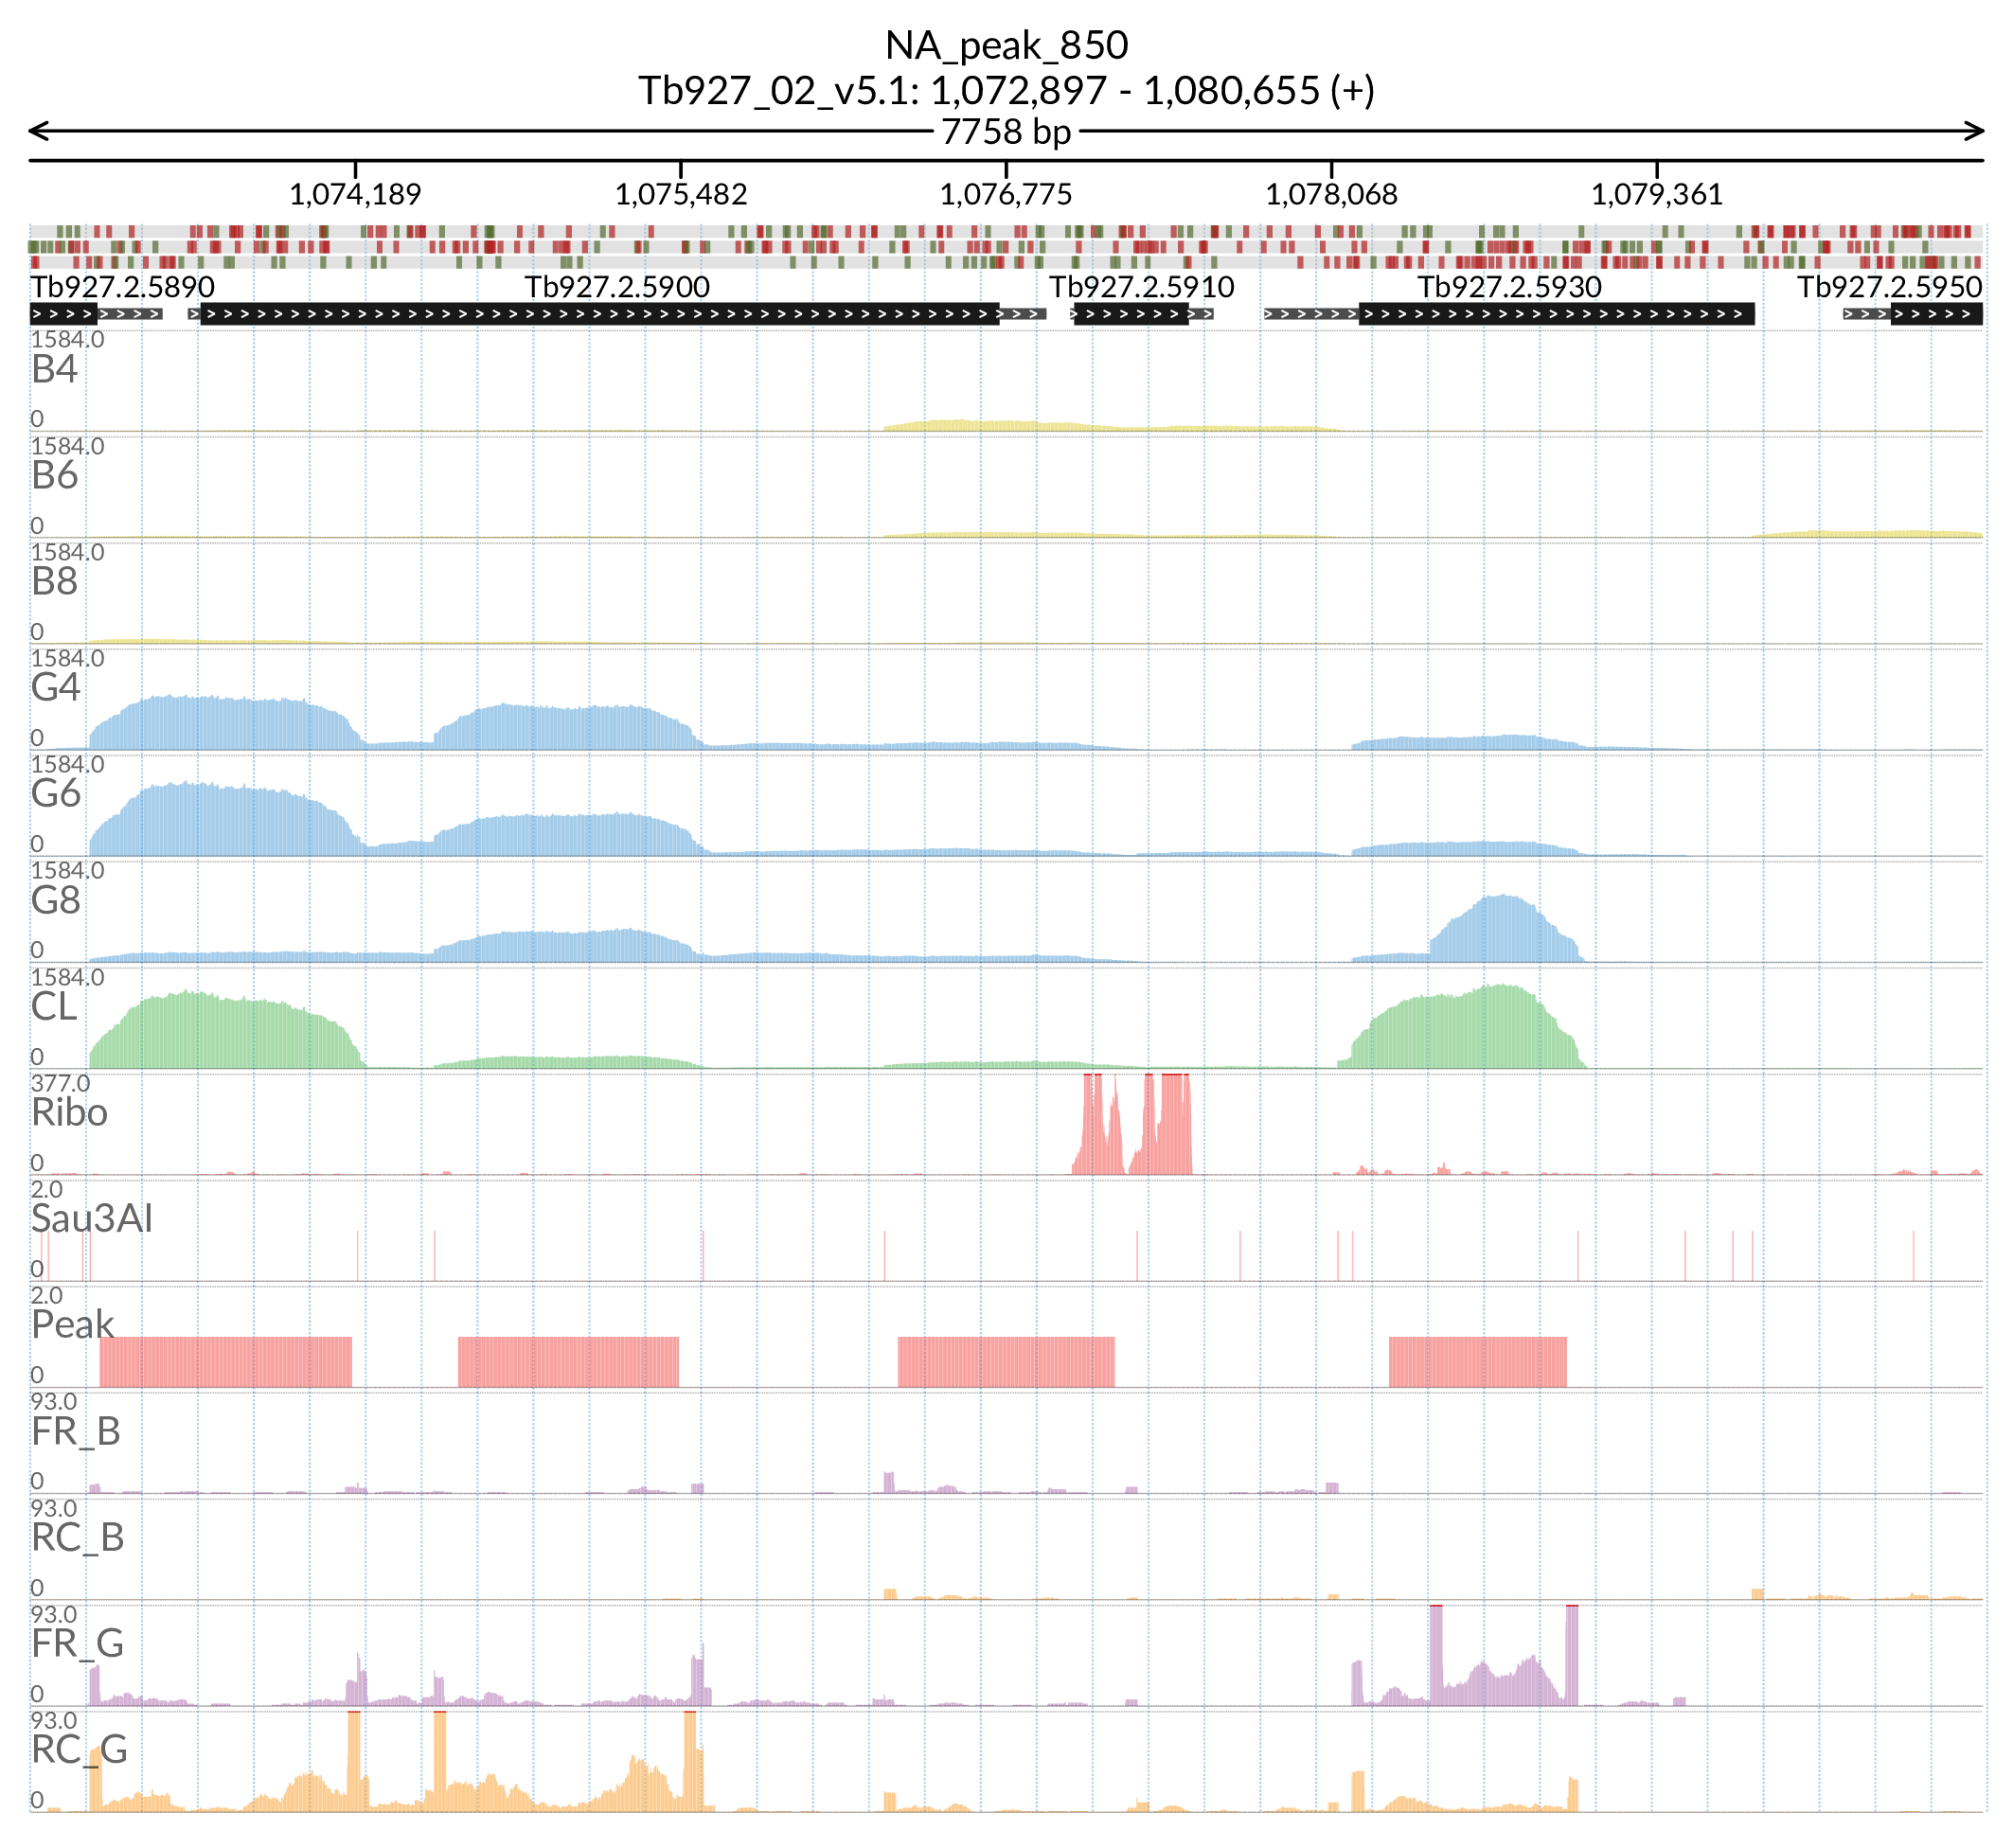 NA_peak_850
Tb927_02_v5.1: 1,072,897 - 1,080,655 (+)
7758 bp
1,074,189 1,075,482 1,076,775 1,078,068 1,079,361
Tb927.2.5890 Tb927.2.5900 Tb927.2.5910 Tb927.2.5930 Tb927.2.5950
1584.0
B4
0
1584.0
B6
0
1584.0
B8
0
1584.0
G4
0
1584.0
G6
0
1584.0
G8
0
1584.0
CL
0
377.0
Ribo
0
2.0
Sau3AI
0
2.0
Peak
0
93.0
FR_B
0
93.0
RC_B
0
93.0
FR_G
0
93.0
RC_G
0